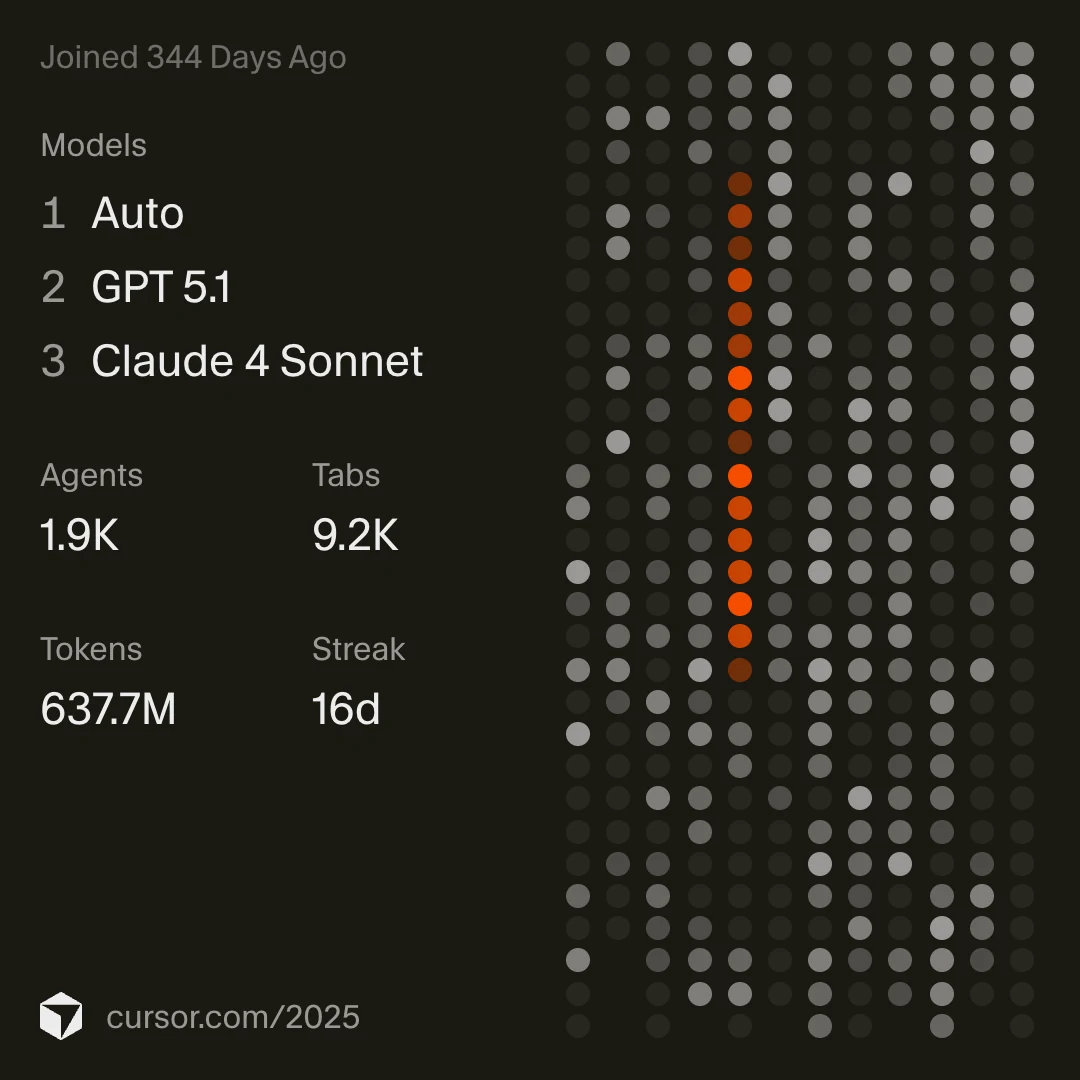 Joined 344 Days Ago
Models
1 Auto
2 GPT 5.1
3 Claude 4 Sonnet
Agents Tabs
1.9K 9.2K
Tokens Streak
637.7M 16d
cursor.com/2025